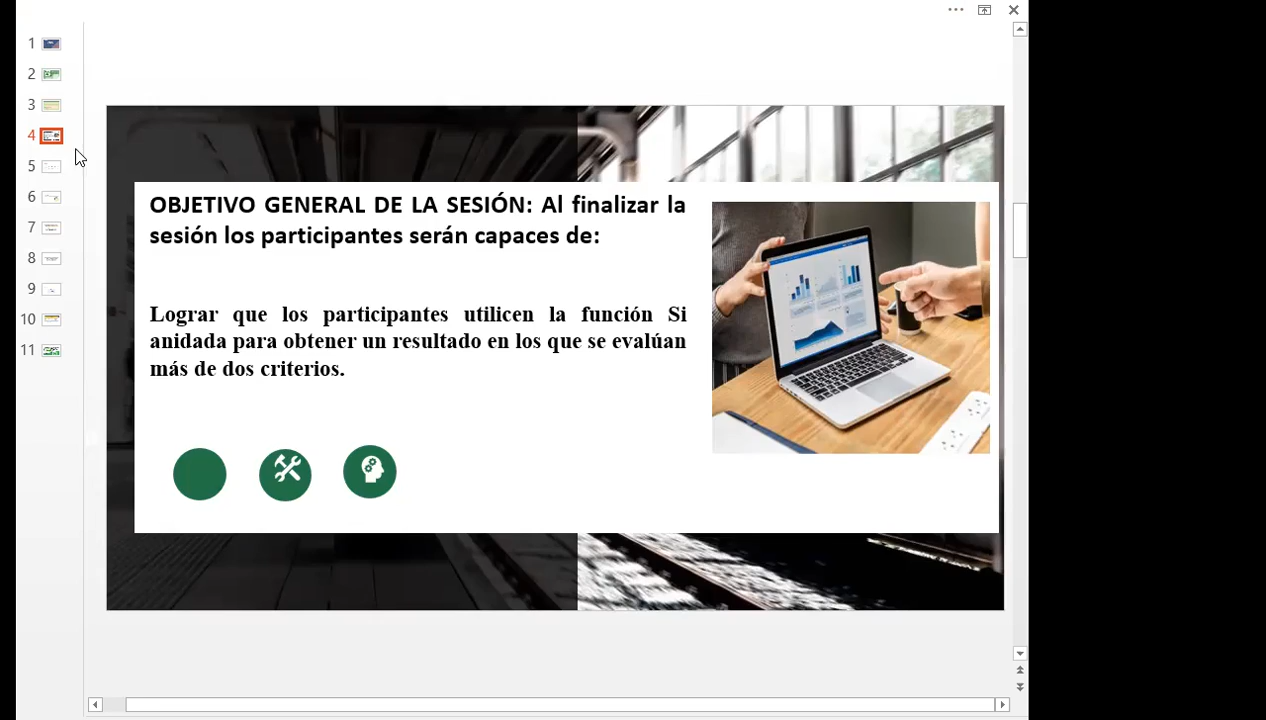 1
2
3
4
5
6
7
8
9
10
11
OBJETIVO GENERAL DE LA SESIÓN: Al finalizar la
sesión los participantes serán capaces de:
Lograr que los participantes utilicen la función Si
anidada para obtener un resultado en los que se evalúan
más de dos criterios.